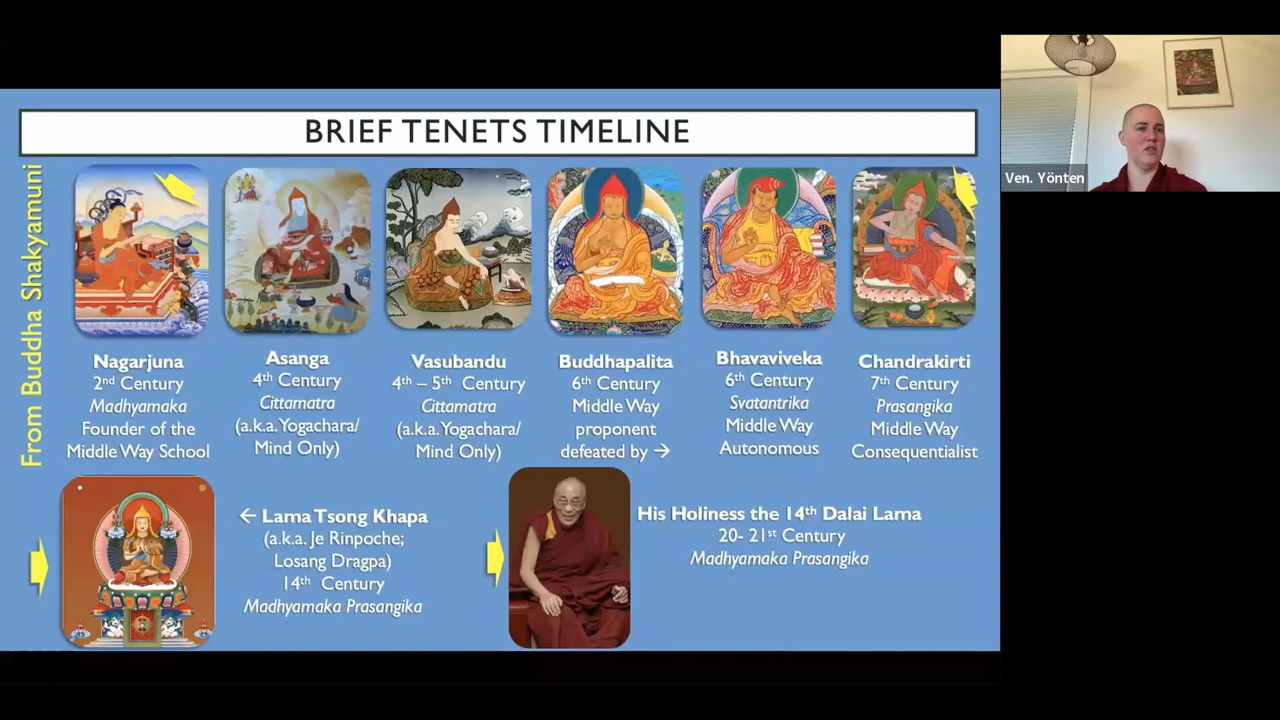 BRIEF TENETS TIMELINE
From Buddha Shakyamuni
Nagarjuna
2nd Century
Madhyamaka
Founder of the
Middle Way School
Asanga
4th Century
Cittamatra
(a.k.a. Yogachara/
Mind Only)
Vasubandu
4th – 5th Century
Cittamatra
(a.k.a. Yogachara/
Mind Only)
Buddhapalita
6th Century
Middle Way
proponent
defeated by →
Bhavaviveka
6th Century
Svatantrika
Middle Way
Autonomous
Chandrakirti
7th Century
Prasangika
Middle Way
Consequentialist
← Lama Tsong Khapa
(a.k.a. Je Rinpoche;
Losang Dragpa)
14th Century
Madhyamaka Prasangika
His Holiness the 14th Dalai Lama
20- 21st Century
Madhyamaka Prasangika
Ven. Yönten